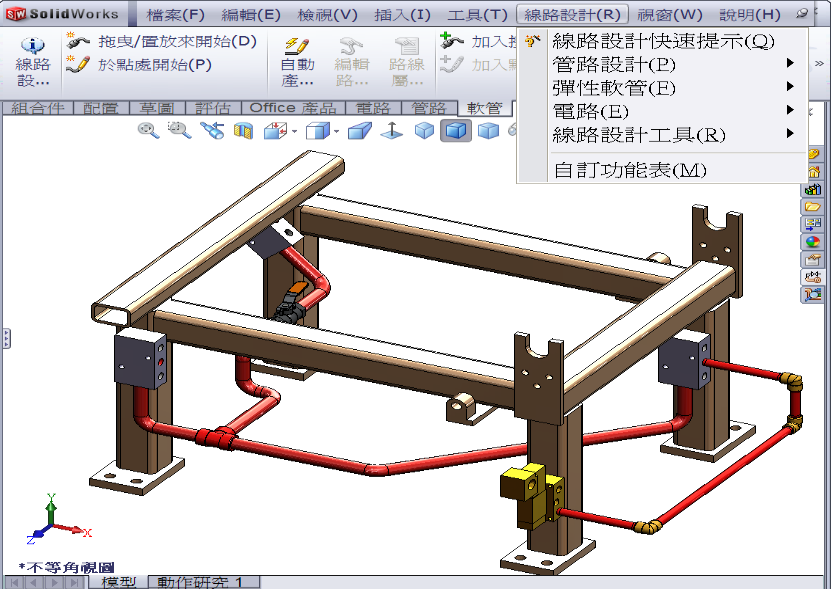 SolidWorks 檔案(F) 編輯(E) 檢視(V) 插入(I) 工具(T) 線路設計(R) 視窗(W) 說明(H)
線路設...
拖曳/置放來開始(D)
於點處開始(P)
自動產...
編輯路...
路線屬...
加入
加入
線路設計快速提示(Q)
管路設計(P)
彈性軟管(F)
電路(E)
線路設計工具(R)
自訂功能表(M)
組合件 配置 草圖 評估 Office 產品 電路 管路 軟管
Y
X
Z
*不等角視圖
模型 動作研究 1